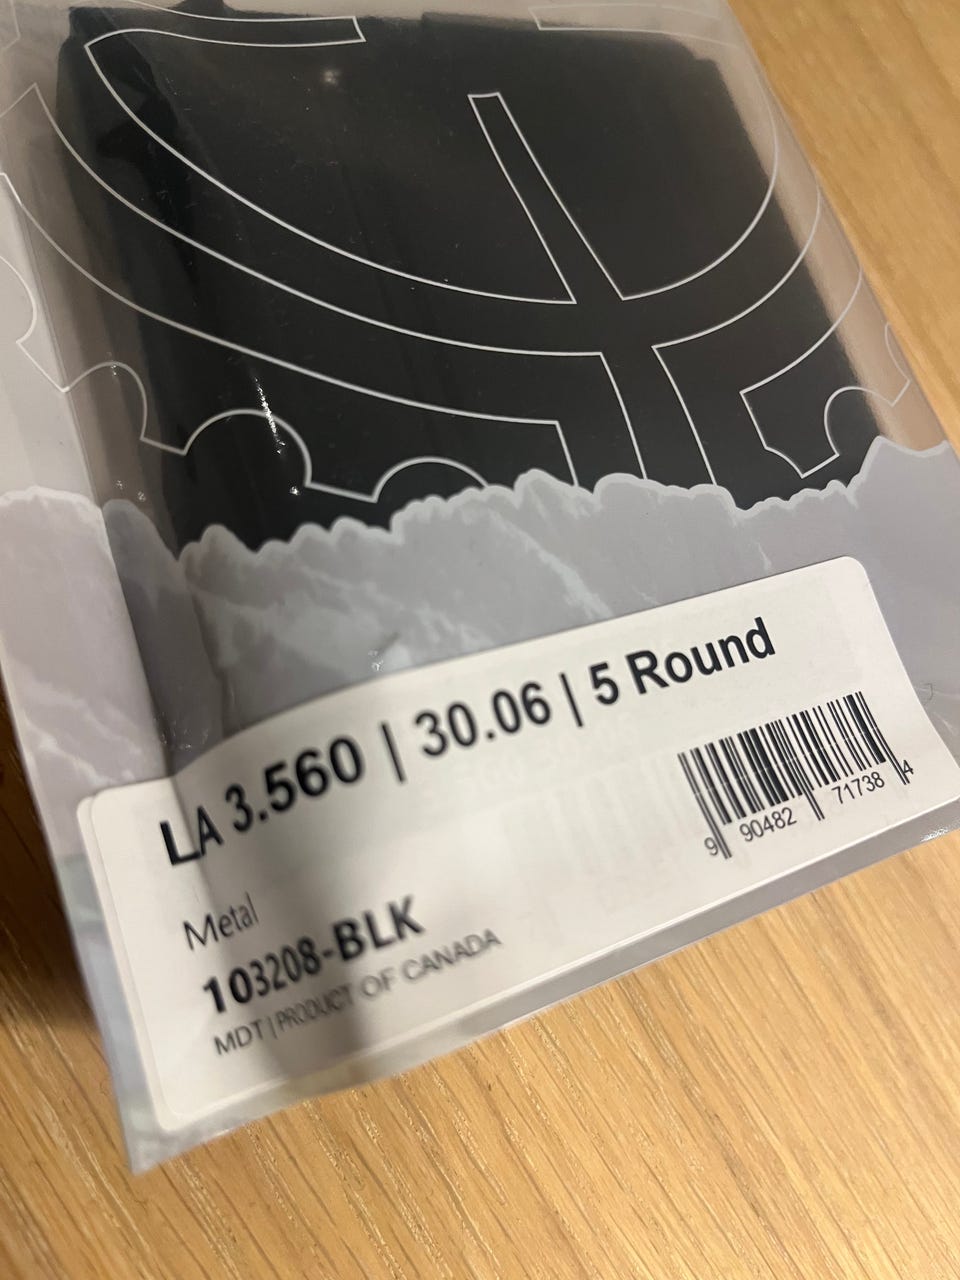 LA 3.560 | 30.06 | 5 Round
Metal
103208-BLK
MDT | PRODUCT OF CANADA
9 90482 71738 4